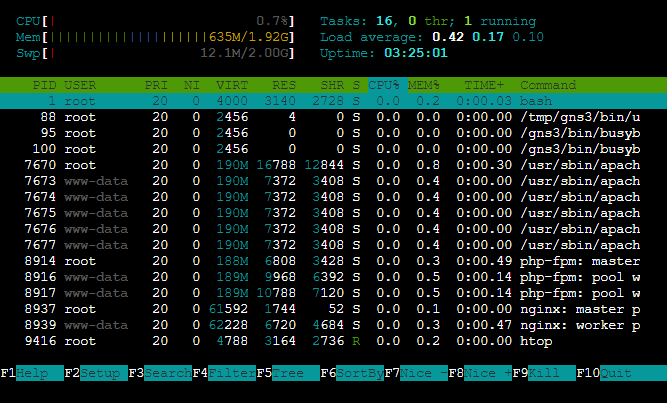 CPU[| 0.7%] Tasks: 16, 0 thr; 1 running
Mem[||||||||||||||||||||635M/1.92G] Load average: 0.42 0.17 0.10
Swp[| 12.1M/2.00G] Uptime: 03:25:01
PID USER PRI NI VIRT RES SHR S CPU% MEM% TIME+ Command
1 root 20 0 4000 3140 2728 S 0.0 0.2 0:00.03 bash
88 root 20 0 2456 4 0 S 0.0 0.0 0:00.00 /tmp/gns3/bin/u
95 root 20 0 2456 0 0 S 0.0 0.0 0:00.00 /gns3/bin/busyb
100 root 20 0 2456 0 0 S 0.0 0.0 0:00.00 /gns3/bin/busyb
7670 root 20 0 190M 16788 12844 S 0.0 0.8 0:00.30 /usr/sbin/apach
7673 www-data 20 0 190M 7372 3408 S 0.0 0.4 0:00.00 /usr/sbin/apach
7674 www-data 20 0 190M 7372 3408 S 0.0 0.4 0:00.00 /usr/sbin/apach
7675 www-data 20 0 190M 7372 3408 S 0.0 0.4 0:00.00 /usr/sbin/apach
7676 www-data 20 0 190M 7372 3408 S 0.0 0.4 0:00.00 /usr/sbin/apach
7677 www-data 20 0 190M 7372 3408 S 0.0 0.4 0:00.00 /usr/sbin/apach
8914 root 20 0 188M 6808 3428 S 0.0 0.3 0:00.49 php-fpm: master
8916 www-data 20 0 189M 9968 6392 S 0.0 0.5 0:00.14 php-fpm: pool w
8917 www-data 20 0 189M 10788 7120 S 0.0 0.5 0:00.14 php-fpm: pool w
8937 root 20 0 61592 1744 52 S 0.0 0.1 0:00.00 nginx: master p
8939 www-data 20 0 62228 6720 4684 S 0.0 0.3 0:00.47 nginx: worker p
9416 root 20 0 4788 3164 2736 R 0.0 0.2 0:00.00 htop
F1Help F2Setup F3SearchF4FilterF5Tree F6SortByF7Nice -F8Nice +F9Kill F10Quit